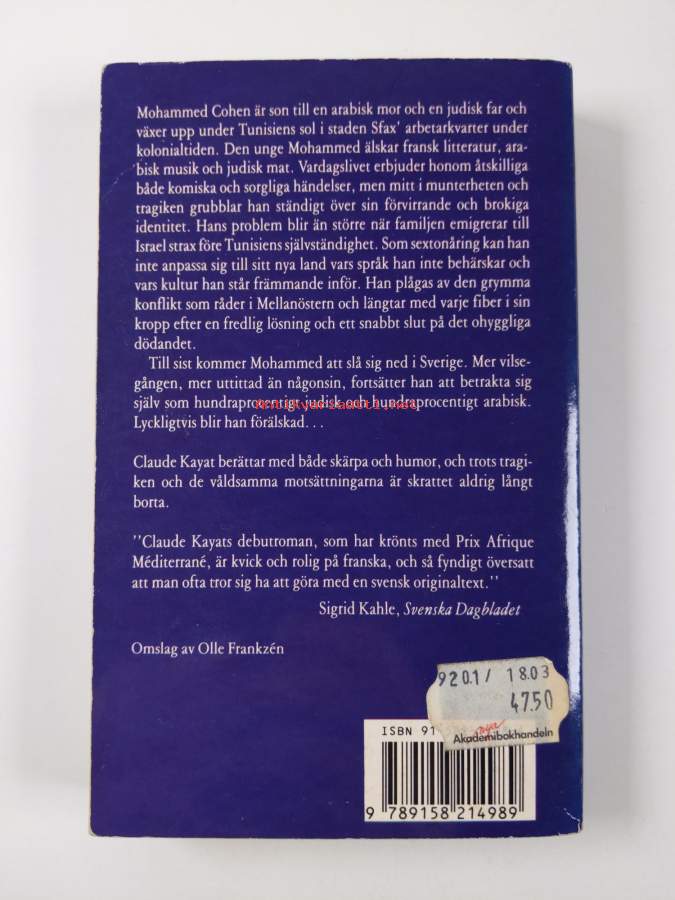 Mohammed Cohen är son till en arabisk mor och en judisk far och
växer upp under Tunisiens sol i staden Sfax' arbetarkvarter under
kolonialtiden. Den unge Mohammed älskar fransk litteratur, ara-
bisk musik och judisk mat. Vardagslivet erbjuder honom åtskilliga
både komiska och sorgliga händelser, men mitt i munterheten och
tragiken grubblar han ständigt över sin förvirrande och brokiga
identitet. Hans problem blir än större när familjen emigrerar till
Israel strax före Tunisiens självständighet. Som sextonåring kan han
inte anpassa sig till sitt nya land vars språk han inte behärskar och
vars kultur han står främmande inför. Han plågas av den grymma
konflikt som råder i Mellanöstern och längtar med varje fiber i sin
kropp efter en fredlig lösning och ett snabbt slut på det ohyggliga
dödandet.
Till sist kommer Mohammed att slå sig ned i Sverige. Mer vilse-
gången, mer uttittad än någonsin, fortsätter han att betrakta sig
själv som hundraprocentigt judisk och hundraprocentigt arabisk.
Antikvariaatti.net
Lyckligtvis blir han förälskad...
Claude Kayat berättar med både skärpa och humor, och trots tragi-
ken och de våldsamma motsättningarna är skrattet aldrig långt
borta.
"Claude Kayats debutroman, som har krönts med Prix Afrique
Méditerrané, är kvick och rolig på franska, och så fyndigt översatt
att man ofta tror sig ha att göra med en svensk originaltext."
Sigrid Kahle, Svenska Dagbladet
Omslag av Olle Frankzén
9201/ 1803
47.50
nya
Akademibokhandeln
ISBN 91
9 789158 214989